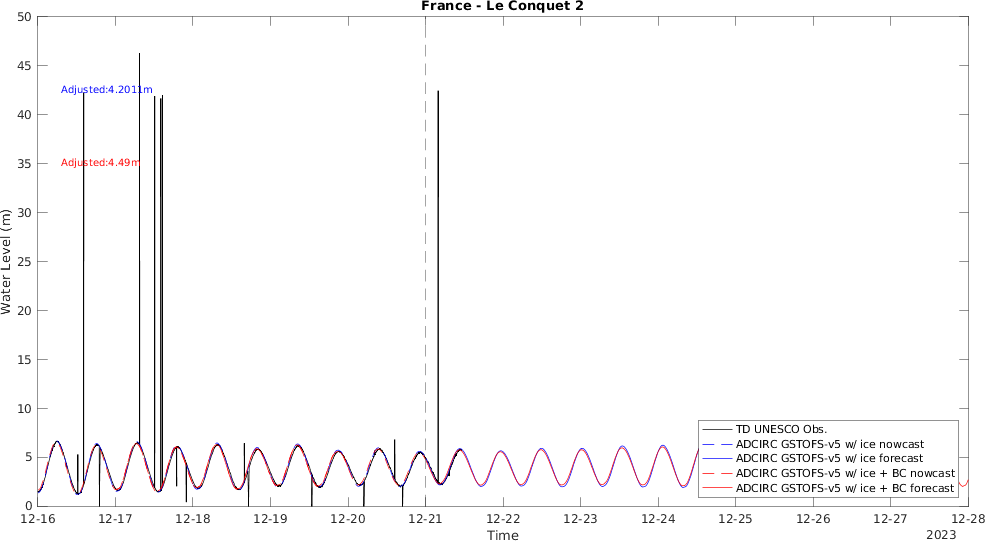 France - Le Conquet 2
50
45
40
35
30
25
20
15
10
5
0
Water Level (m)
Adjusted:4.2011m
Adjusted:4.49m
TD UNESCO Obs.
ADCIRC GSTOFS-v5 w/ ice nowcast
ADCIRC GSTOFS-v5 w/ ice forecast
ADCIRC GSTOFS-v5 w/ ice + BC nowcast
ADCIRC GSTOFS-v5 w/ ice + BC forecast
12-16 12-17 12-18 12-19 12-20 12-21 12-22 12-23 12-24 12-25 12-26 12-27 12-28
Time
2023